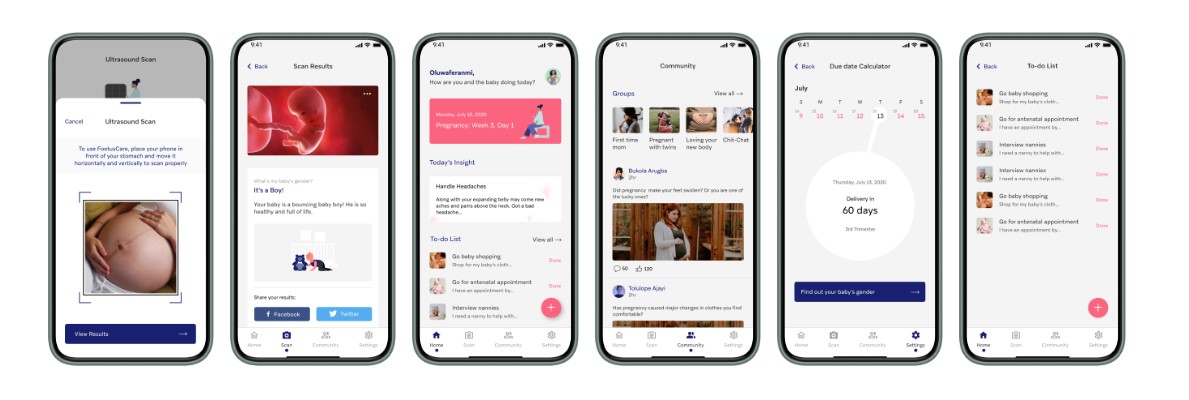 Ultrasound Scan
Cancel
Ultrasound Scan
To use FoetusCare, place your phone in
front of your stomach and move it
horizontally and vertically to scan properly
View Results
9:41
Back
Scan Results
What's my baby's gender?
It's a Boy!
Your baby is a bouncing baby boy! He is so
healthy and full of life.
Share your results:
Facebook
Twitter
Home
Scan
Community
Settings
9:41
Oluwaferanmi,
How are you and the baby doing today?
Monday, July 13, 2020
Pregnancy: Week 3, Day 1
Today's Insight
Handle Headaches
Along with your expanding belly may come new
aches and pains above the neck. Got a bad
headache...
To-do List
View all
Go baby shopping
Shop for my baby's cloth...
Done
Go for antenatal appointment
I have an appointment by...
Done
Interview nannies
I need a nanny to help with...
Home
Scan
Community
Settings
9:41
Community
Groups
View all
First time
mom
Pregnant
with twins
Loving your
new body
Chit-Chat
Bukola Arugba
2hr
Did pregnancy make your feet swollen? Or you are one of
the lucky ones?
50
120
Tolulope Ajayi
2hr
Has pregnancy caused major changes in clothes you find
comfortable?
Home
Scan
Community
Settings
9:41
Back
Due date Calculator
July
S
M
T
W
T
F
S
9
10
11
12
13
14
15
Thursday, July 13, 2020
Delivery in
60 days
3rd Trimester
Find out your baby's gender
Home
Scan
Community
Settings
9:41
Back
To-do List
Go baby shopping
Shop for my baby's cloth...
Done
Go for antenatal appointment
I have an appointment by...
Done
Interview nannies
I need a nanny to help with...
Done
Interview nannies
I need a nanny to help with...
Done
Go baby shopping
Shop for my baby's cloth...
Done
Go for antenatal appointment
I have an appointment by...
Done
Home
Scan
Community
Settings